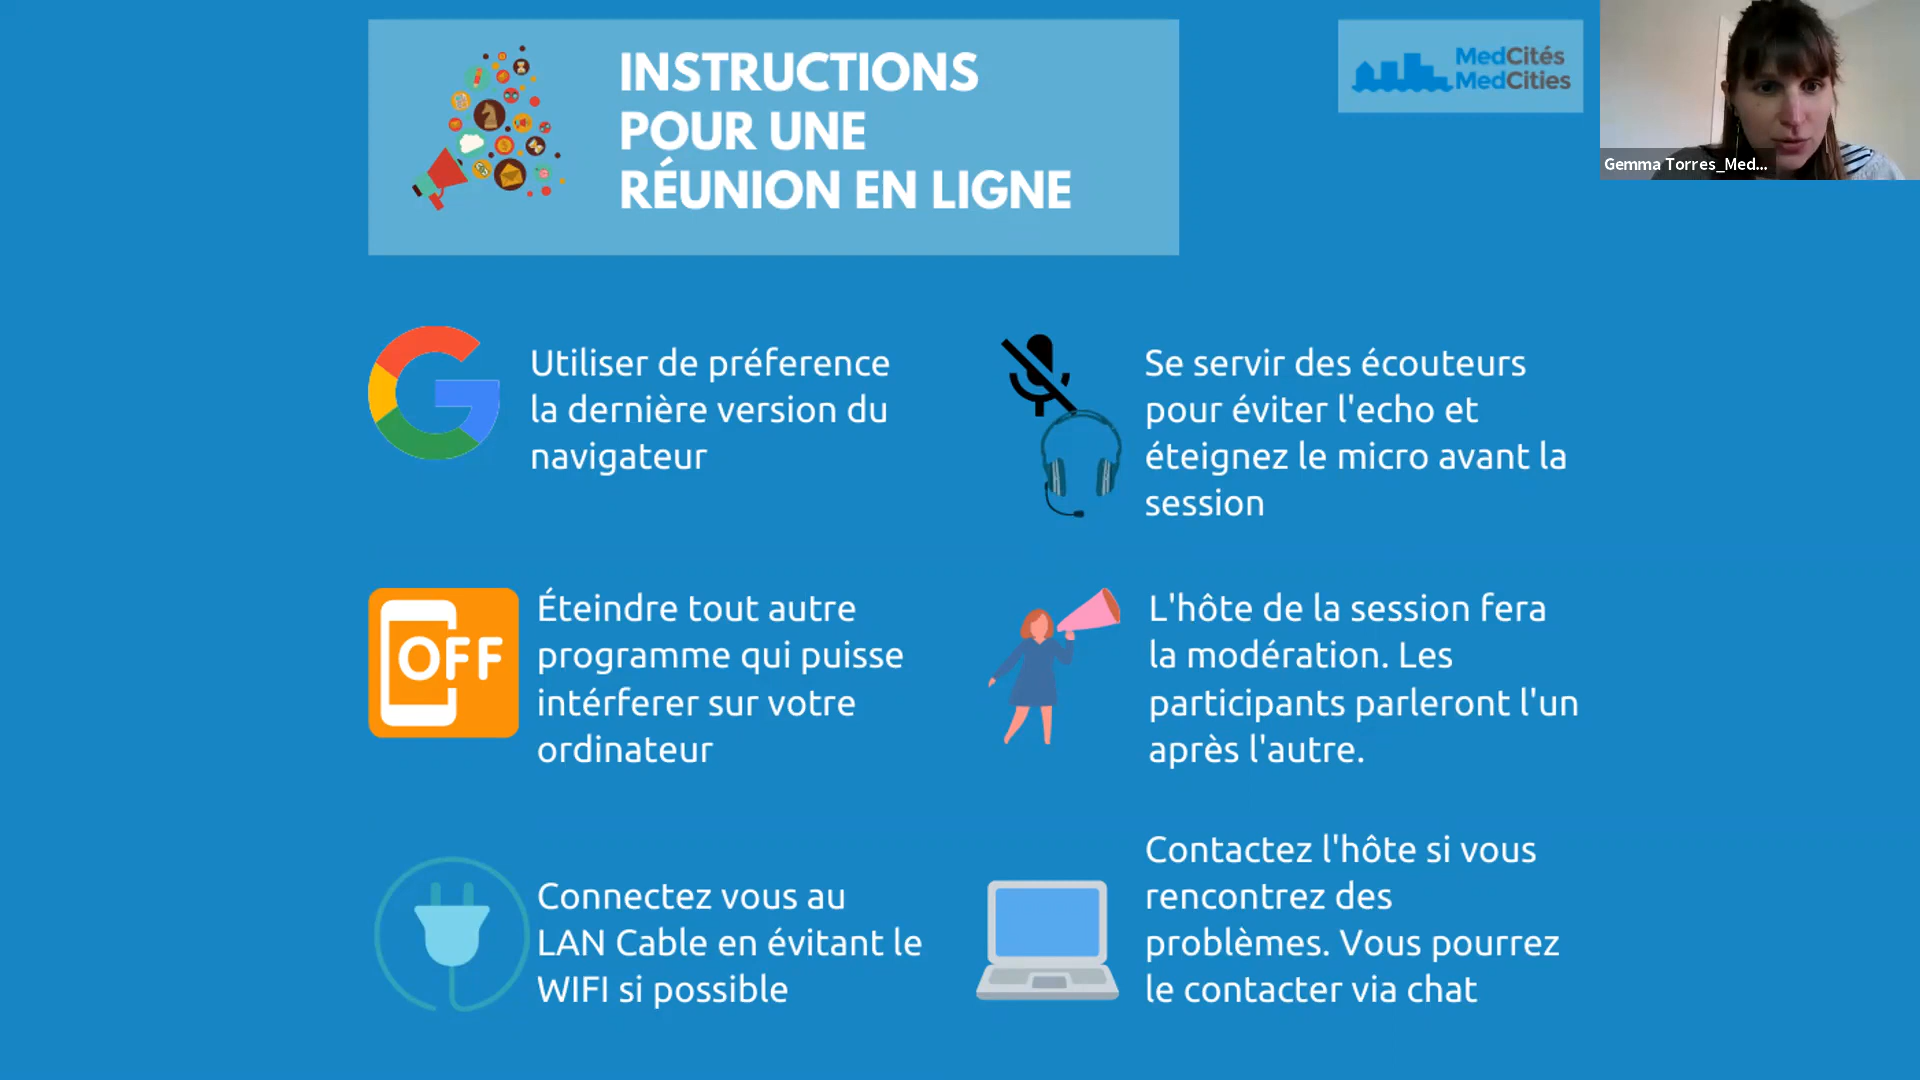 INSTRUCTIONS
POUR UNE
RÉUNION EN LIGNE
MedCités
MedCities
Gemma Torres_Med...
Utiliser de préference
la dernière version du
navigateur
Se servir des écouteurs
pour éviter l'echo et
éteignez le micro avant la
session
OFF
Éteindre tout autre
programme qui puisse
intérferer sur votre
ordinateur
L'hôte de la session fera
la modération. Les
participants parleront l'un
après l'autre.
Connectez vous au
LAN Cable en évitant le
WIFI si possible
Contactez l'hôte si vous
rencontrez des
problèmes. Vous pourrez
le contacter via chat